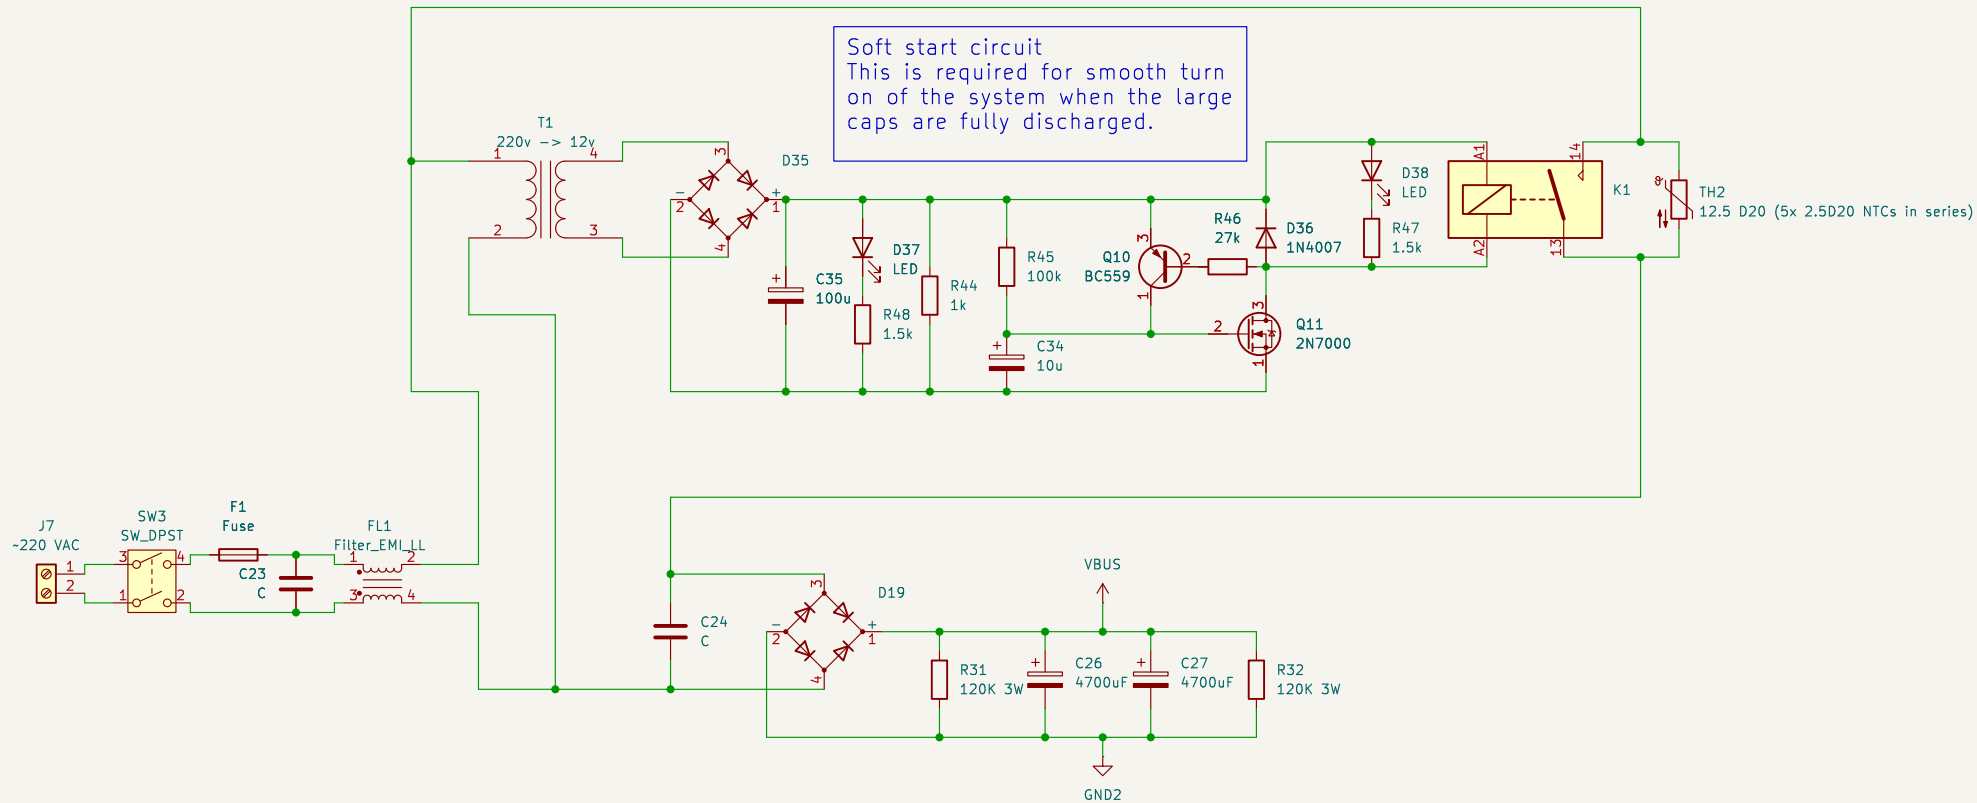 Soft start circuit
This is required for smooth turn
on of the system when the large
caps are fully discharged.
T1
220v -> 12v
1
4
2
3
D35
3
-
2
+
1
4
+
C35
100u
D37
LED
R48
1.5k
R44
1k
R45
100k
+
C34
10u
Q10
BC559
3
2
1
R46
27k
D36
1N4007
2
3
1
Q11
2N7000
D38
LED
R47
1.5k
A1
14
A2
13
K1
TH2
12.5 D20 (5x 2.5D20 NTCs in series)
J7
~220 VAC
1
2
SW3
SW_DPST
3
4
1
2
F1
Fuse
C23
C
FL1
Filter_EMI_LL
1
2
3
4
C24
C
D19
3
-
2
+
1
4
VBUS
R31
120K 3W
+
C26
4700uF
+
C27
4700uF
R32
120K 3W
GND2